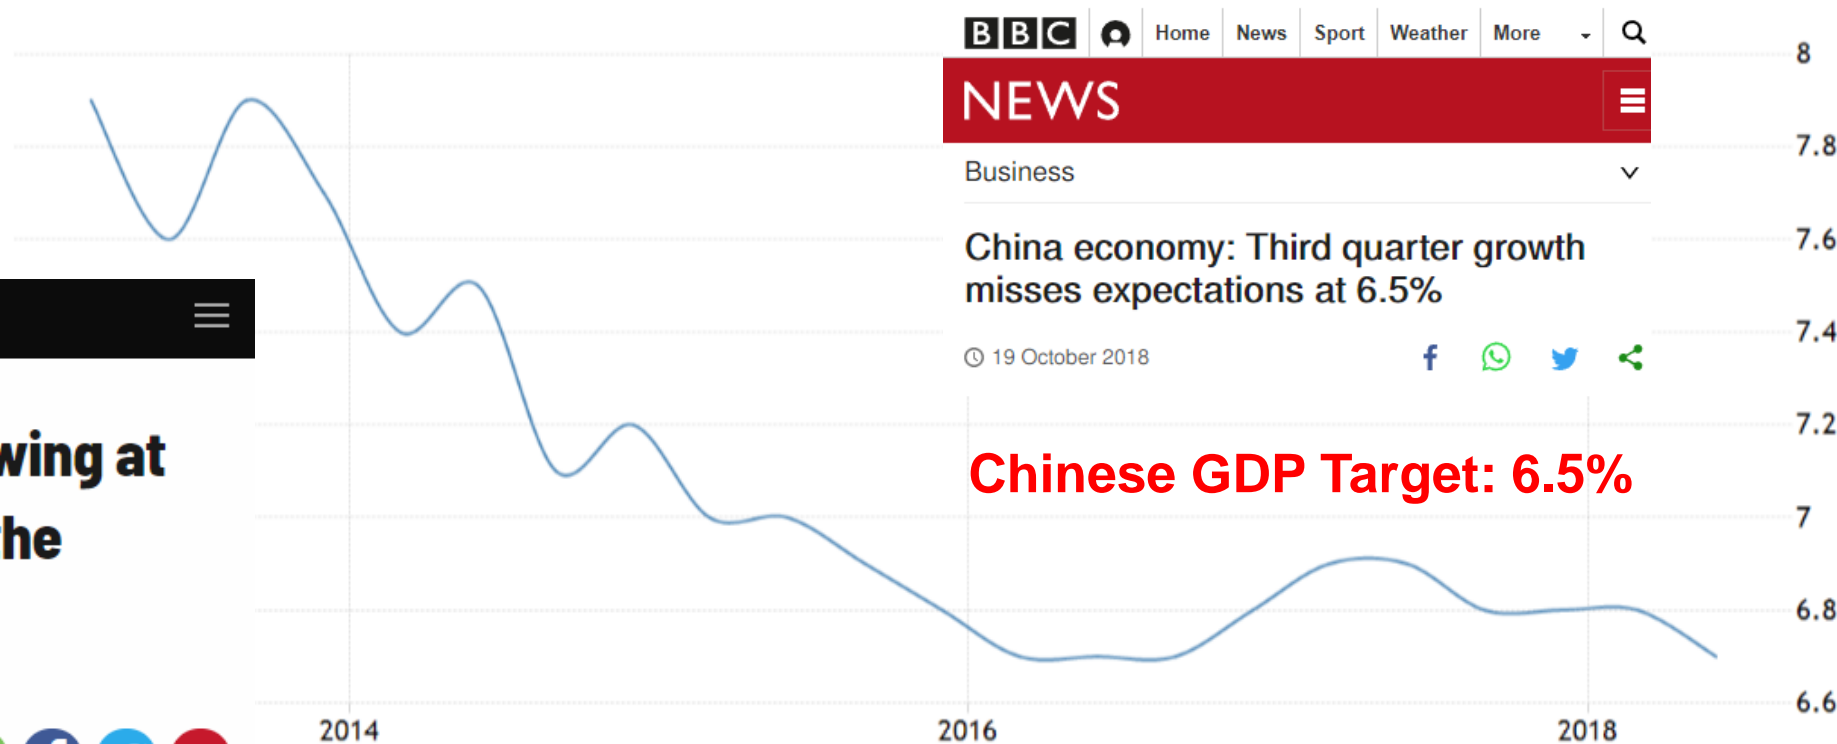 BBC Home News Sport Weather More
NEWS
Business
China economy: Third quarter growth
misses expectations at 6.5%
19 October 2018
Chinese GDP Target: 6.5%
wing at
he
8
7.8
7.6
7.4
7.2
7
6.8
6.6
2014 2016 2018